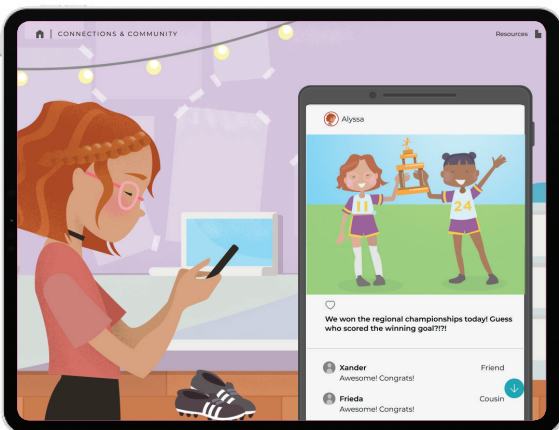 CONNECTIONS & COMMUNITY
Resources
Alyssa
11
24
We won the regional championships today! Guess
who scored the winning goal?!?!
Xander Friend
Awesome! Congrats!
Frieda Cousin
Awesome! Congrats!